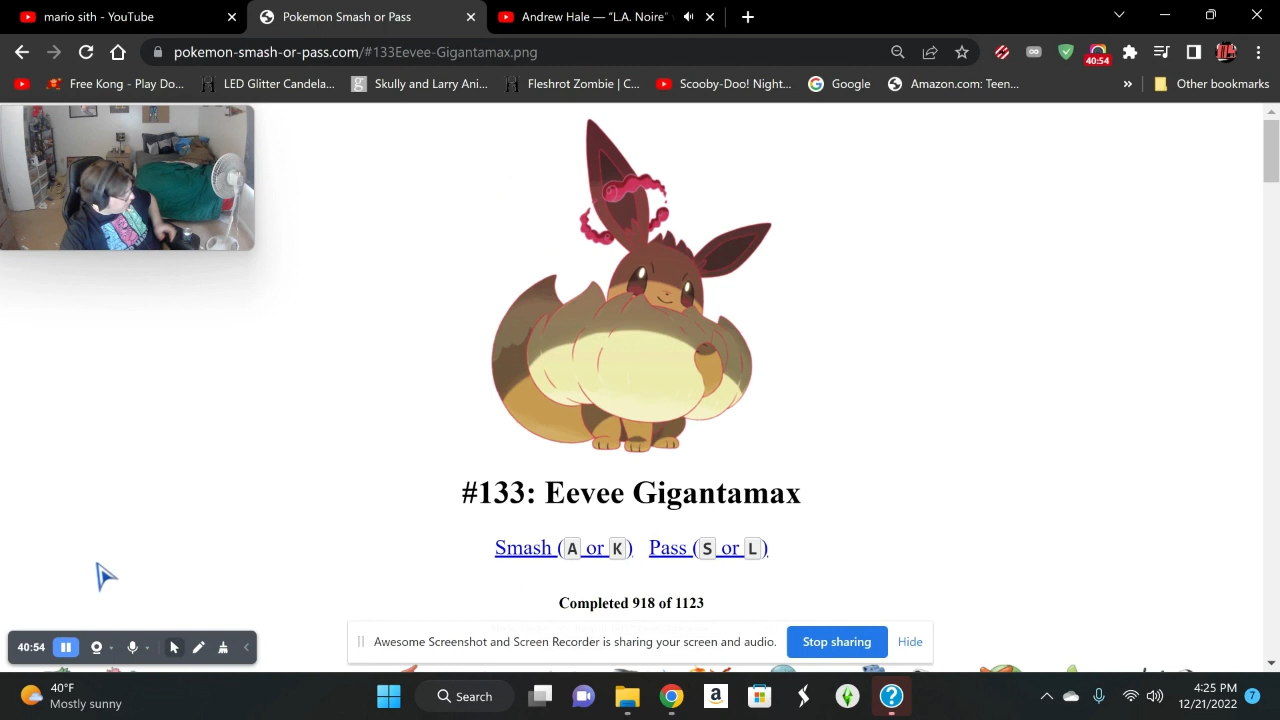 mario sith - YouTube
Pokemon Smash or Pass
Andrew Hale — "L.A. Noire"
pokemon-smash-or-pass.com/#133Eevee-Gigantamax.png
40:54
Free Kong - Play Do...
LED Glitter Candela...
Skully and Larry Ani...
Fleshrot Zombie | C...
Scooby-Doo! Night...
Google
Amazon.com: Teen...
»
Other bookmarks
#133: Eevee Gigantamax
Smash (A or K) Pass (S or L)
Completed 918 of 1123
40:54
Awesome Screenshot and Screen Recorder is sharing your screen and audio.
Stop sharing
Hide
40°F
Mostly sunny
Search
4:25 PM
12/21/2022
7